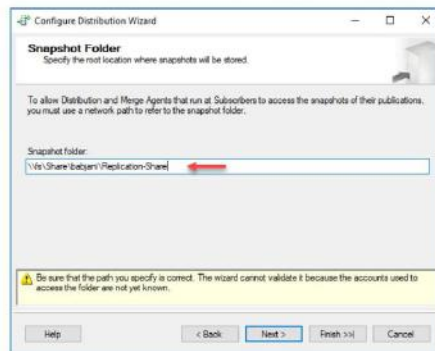 Configure Distribution Wizard
Snapshot Folder
Specify the root location where snapshots will be stored.
To allow Distribution and Merge Agents that run at Subscribers to access the snapshots of their publications,
you must use a network path to refer to the snapshot folder.
Snapshot folder:
\\fs\Share\babjani\Replication-Share
Be sure that the path you specify is correct. The wizard cannot validate it because the accounts used to
access the folder are not yet known.
Help
< Back
Next >
Finish >>|
Cancel